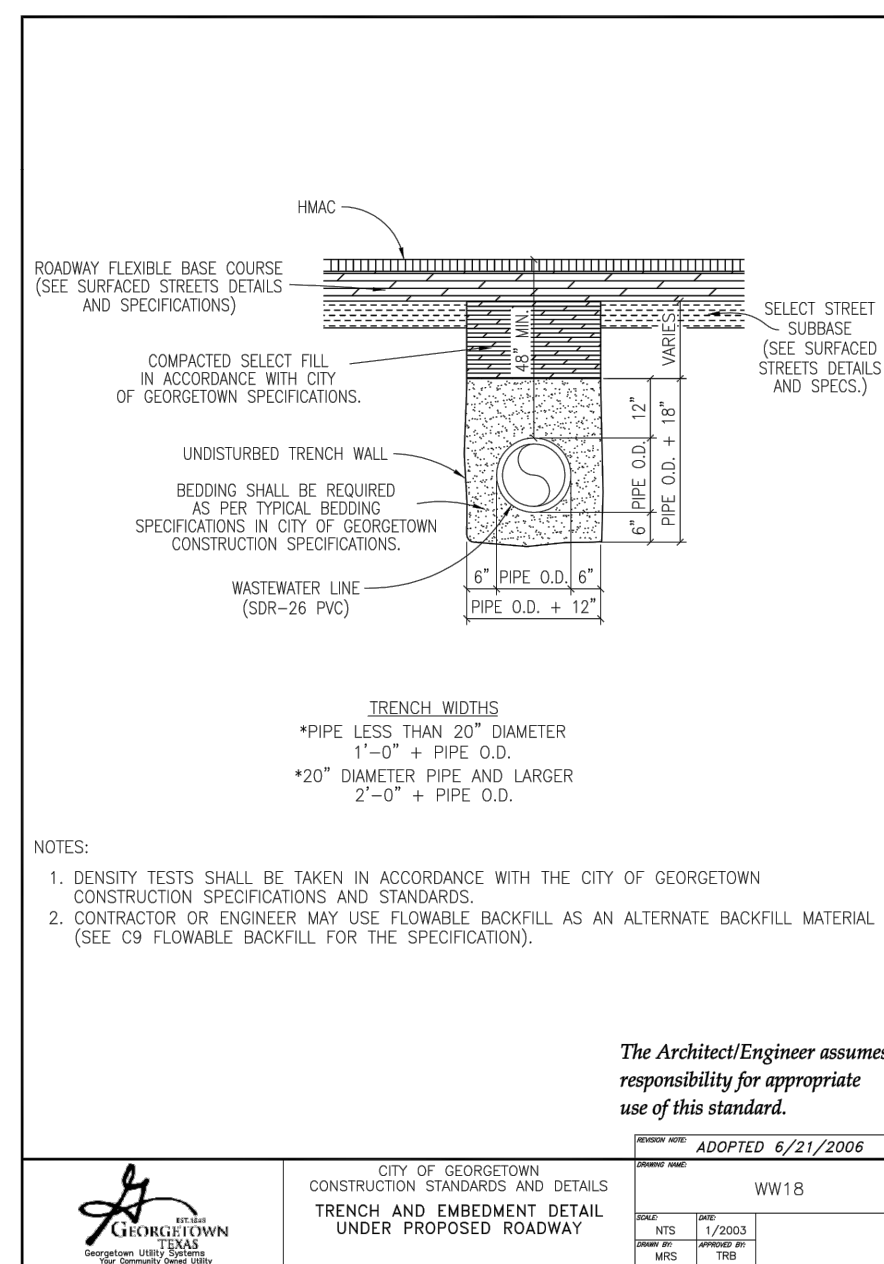 HMAC
ROADWAY FLEXIBLE BASE COURSE
(SEE SURFACED STREETS DETAILS
AND SPECIFICATIONS)
SELECT STREET
SUBBASE
(SEE SURFACED
STREETS DETAILS
AND SPECS.)
48" MIN.
VARIES
COMPACTED SELECT FILL
IN ACCORDANCE WITH CITY
OF GEORGETOWN SPECIFICATIONS.
12"
PIPE O.D.
6"
PIPE O.D. + 18"
UNDISTURBED TRENCH WALL
BEDDING SHALL BE REQUIRED
AS PER TYPICAL BEDDING
SPECIFICATIONS IN CITY OF GEORGETOWN
CONSTRUCTION SPECIFICATIONS.
WASTEWATER LINE
(SDR-26 PVC)
6" PIPE O.D. 6"
PIPE O.D. + 12"
TRENCH WIDTHS
*PIPE LESS THAN 20" DIAMETER
1'-0" + PIPE O.D.
*20" DIAMETER PIPE AND LARGER
2'-0" + PIPE O.D.
NOTES:
1. DENSITY TESTS SHALL BE TAKEN IN ACCORDANCE WITH THE CITY OF GEORGETOWN
CONSTRUCTION SPECIFICATIONS AND STANDARDS.
2. CONTRACTOR OR ENGINEER MAY USE FLOWABLE BACKFILL AS AN ALTERNATE BACKFILL MATERIAL
(SEE C9 FLOWABLE BACKFILL FOR THE SPECIFICATION).
The Architect/Engineer assumes
responsibility for appropriate
use of this standard.
EST.1848
GEORGETOWN
TEXAS
Georgetown Utility Systems
Your Community Owned Utility
CITY OF GEORGETOWN
CONSTRUCTION STANDARDS AND DETAILS
TRENCH AND EMBEDMENT DETAIL
UNDER PROPOSED ROADWAY
REVISION NOTE:
ADOPTED 6/21/2006
DRAWING NAME:
WW18
SCALE:
NTS
DATE:
1/2003
DRAWN BY:
MRS
APPROVED BY:
TRB